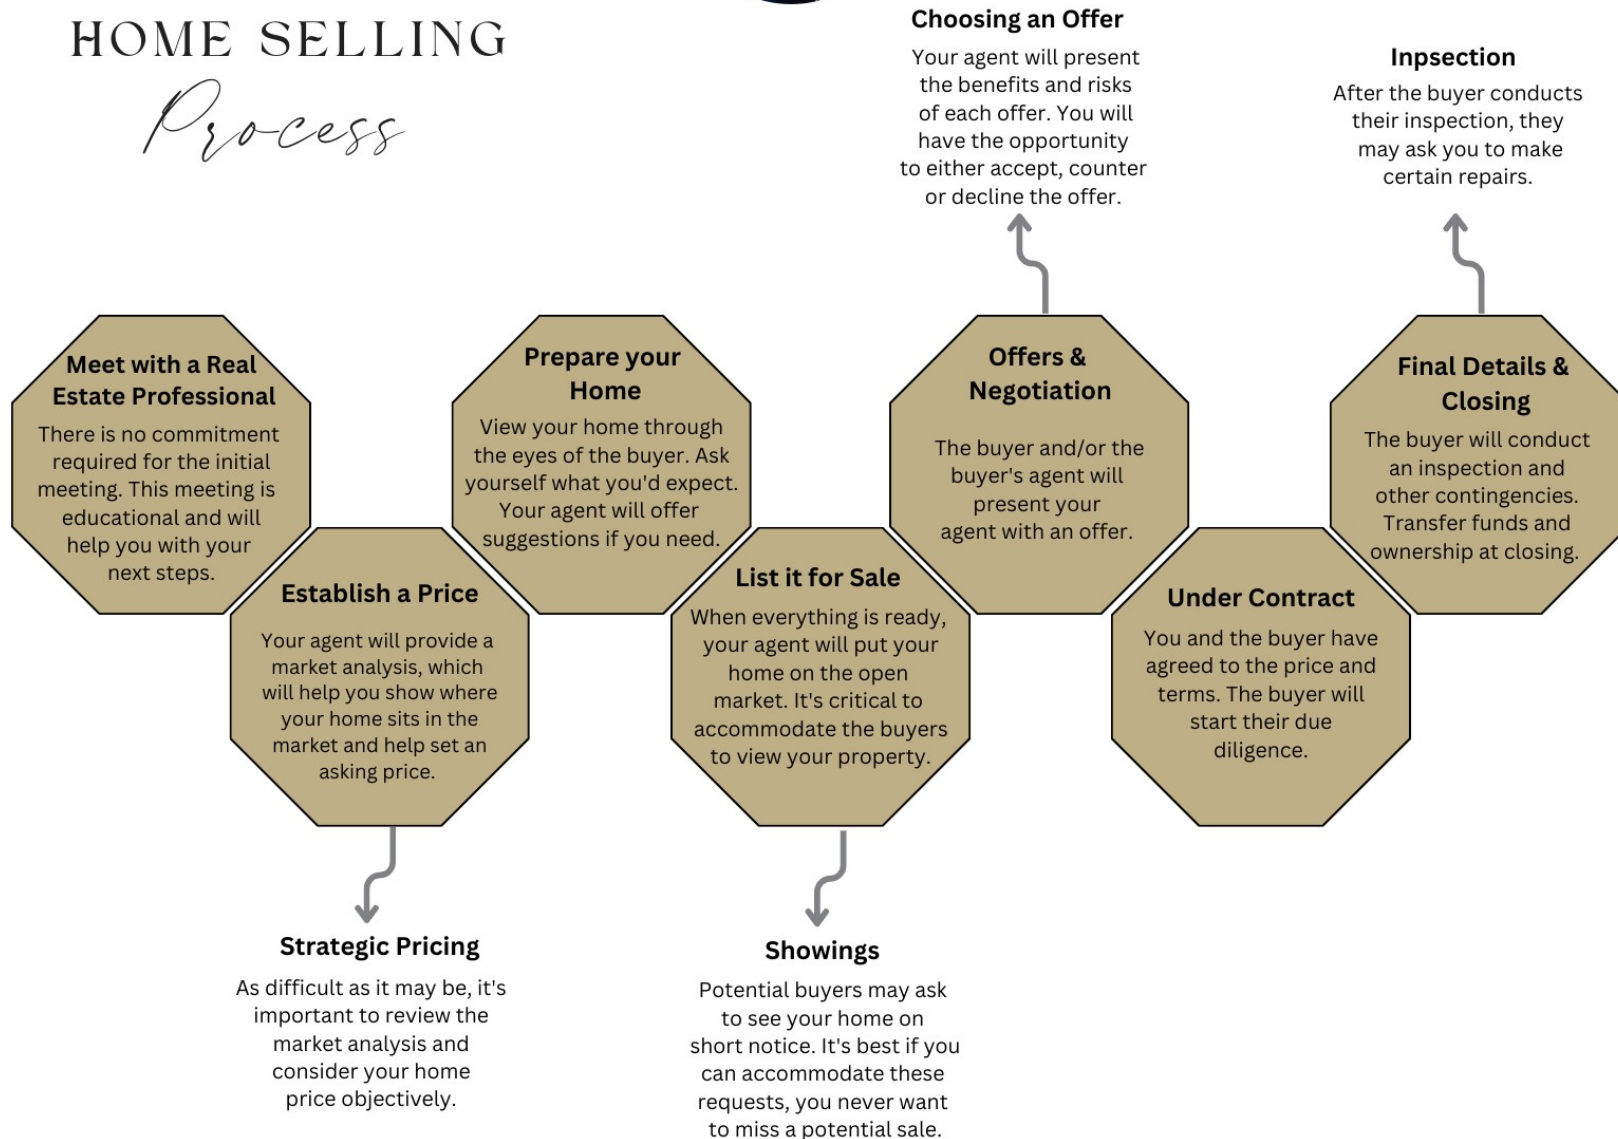 HOME SELLING
Process
Choosing an Offer
Your agent will present
the benefits and risks
of each offer. You will
have the opportunity
to either accept, counter
or decline the offer.
Inpsection
After the buyer conducts
their inspection, they
may ask you to make
certain repairs.
Meet with a Real
Estate Professional
There is no commitment
required for the initial
meeting. This meeting is
educational and will
help you with your
next steps.
Establish a Price
Your agent will provide a
market analysis, which
will help you show where
your home sits in the
market and help set an
asking price.
Strategic Pricing
As difficult as it may be, it's
important to review the
market analysis and
consider your home
price objectively.
Prepare your
Home
View your home through
the eyes of the buyer. Ask
yourself what you'd expect.
Your agent will offer
suggestions if you need.
List it for Sale
When everything is ready,
your agent will put your
home on the open
market. It's critical to
accommodate the buyers
to view your property.
Showings
Potential buyers may ask
to see your home on
short notice. It's best if you
can accommodate these
requests, you never want
to miss a potential sale.
Offers &
Negotiation
The buyer and/or the
buyer's agent will
present your
agent with an offer.
Under Contract
You and the buyer have
agreed to the price and
terms. The buyer will
start their due
diligence.
Final Details &
Closing
The buyer will conduct
an inspection and
other contingencies.
Transfer funds and
ownership at closing.